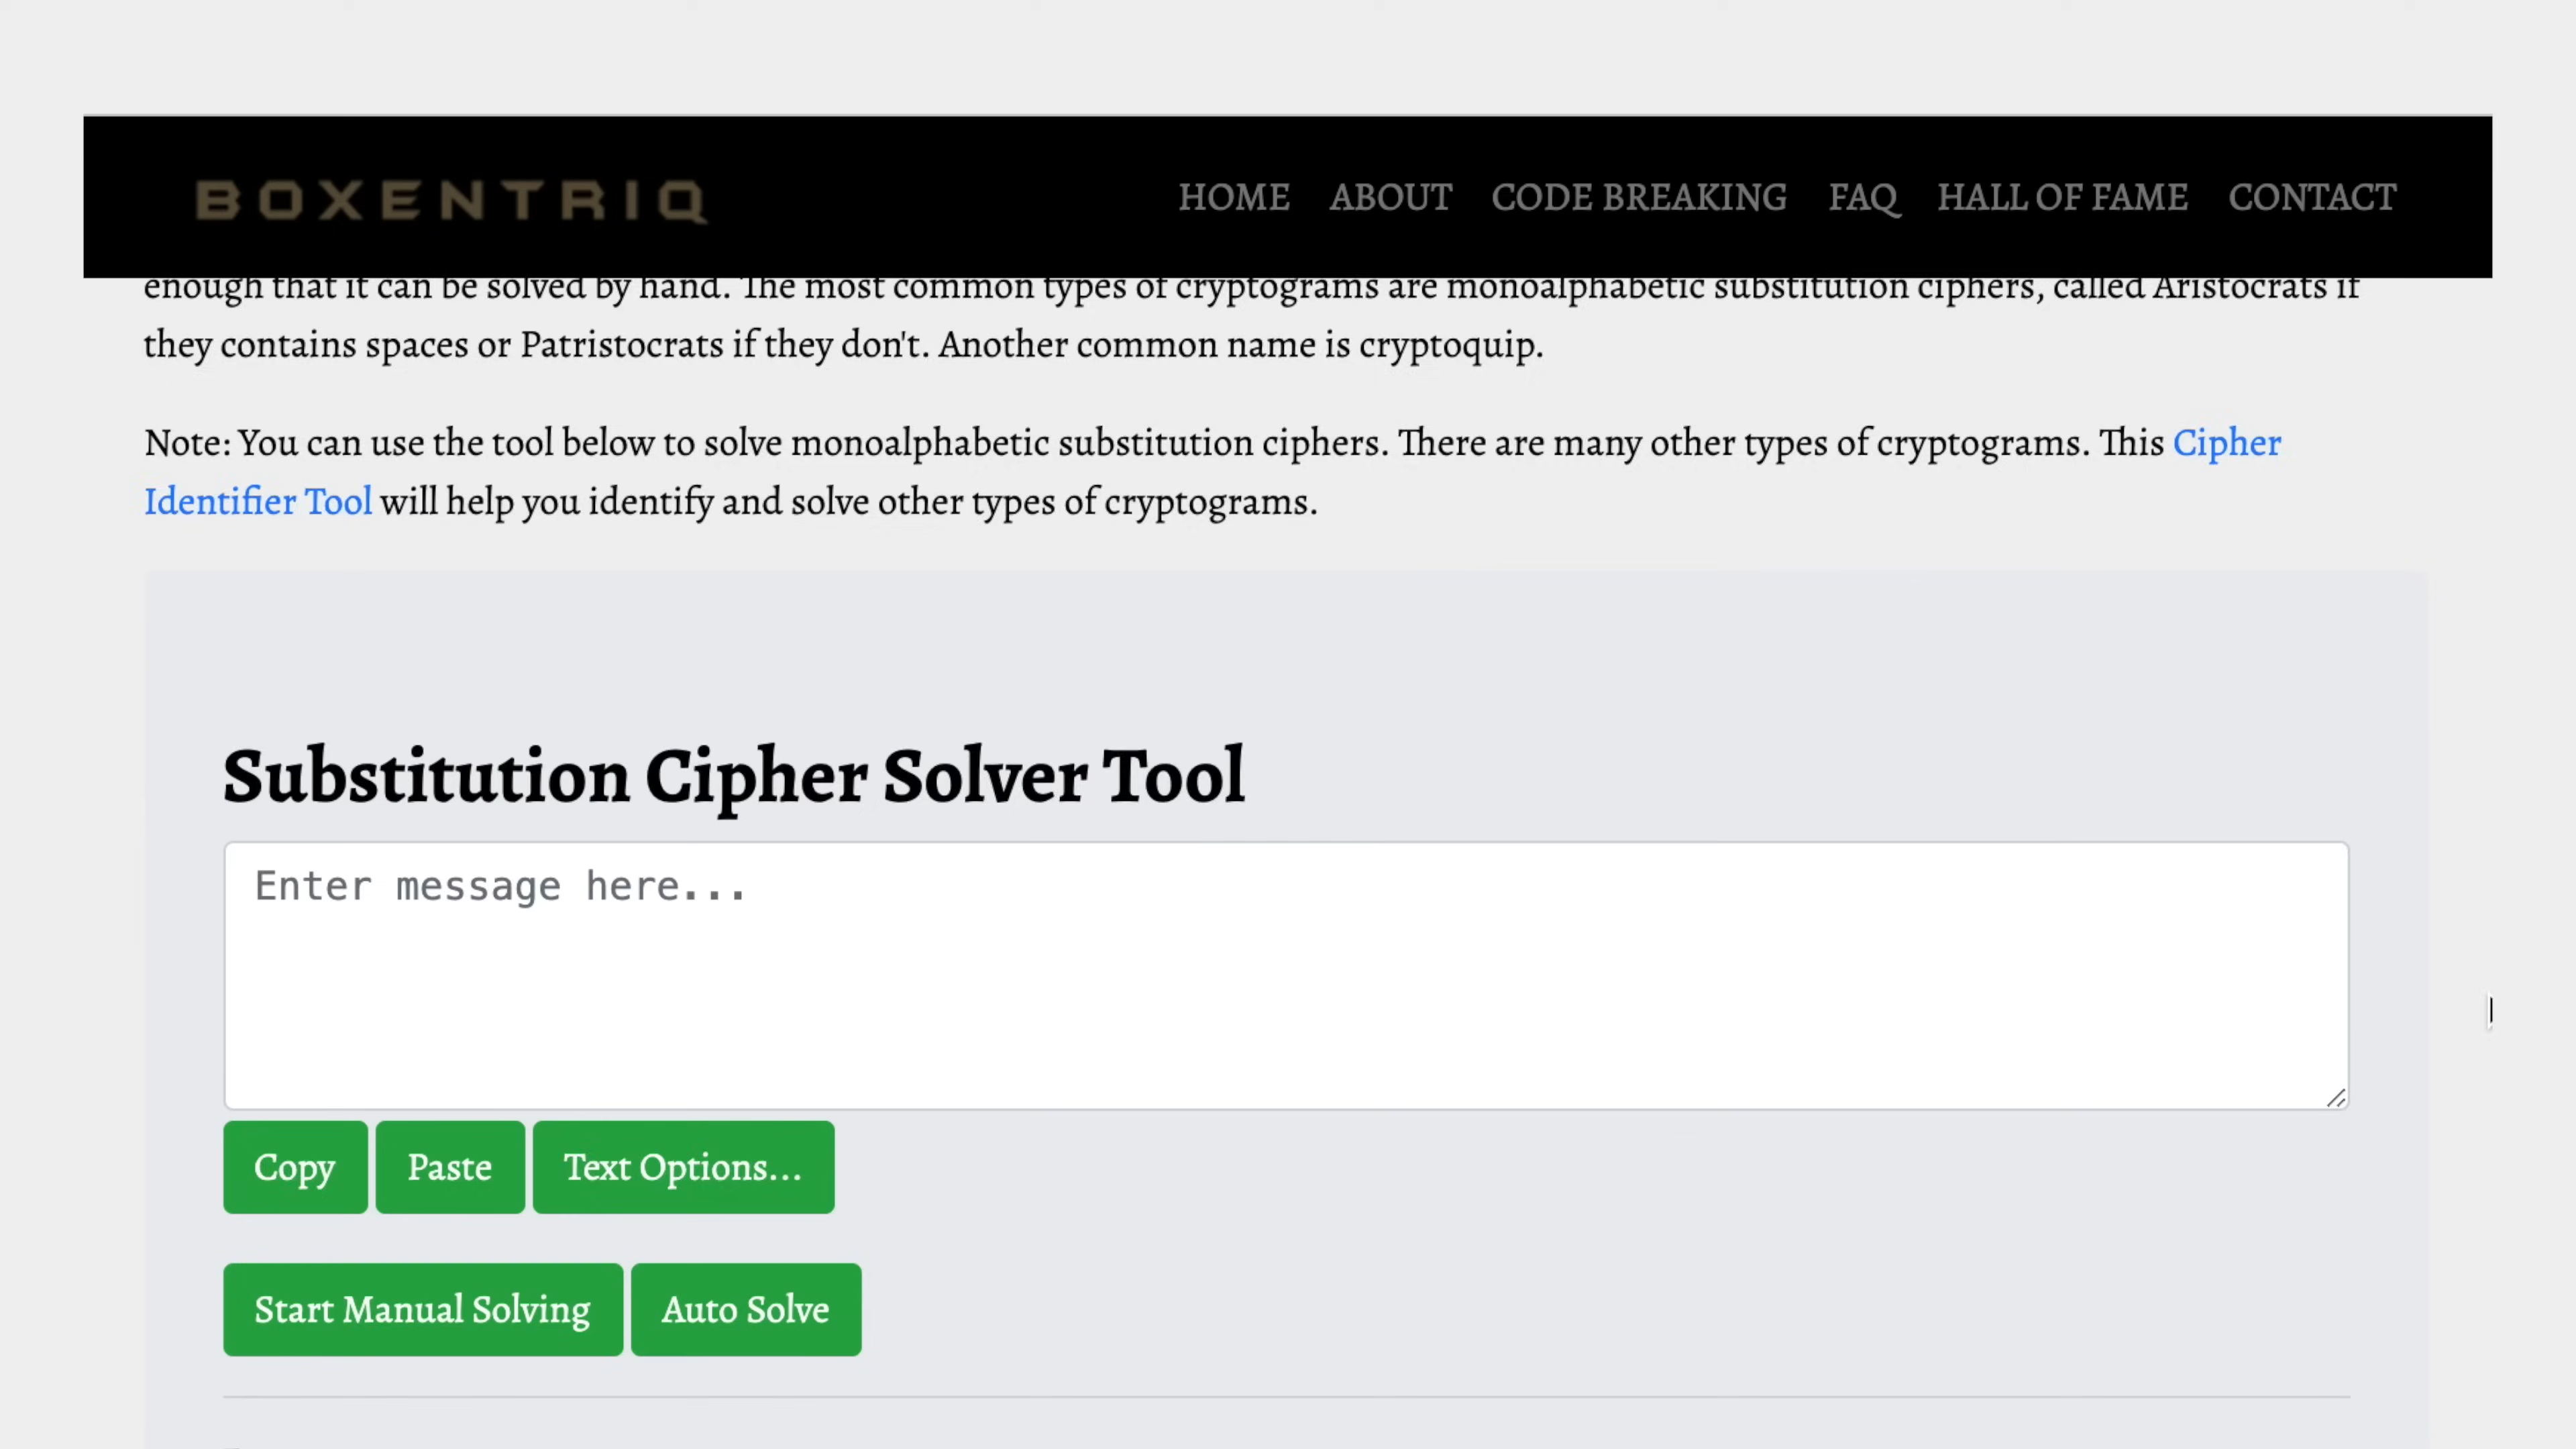 BOXENTRIQ
HOME ABOUT CODE BREAKING FAQ HALL OF FAME CONTACT
enough that it can be solved by hand. The most common types of cryptograms are monoalphabetic substitution ciphers, called Aristocrats if
they contains spaces or Patristocrats if they don't. Another common name is cryptoquip.
Note: You can use the tool below to solve monoalphabetic substitution ciphers. There are many other types of cryptograms. This Cipher
Identifier Tool will help you identify and solve other types of cryptograms.
Substitution Cipher Solver Tool
Enter message here...
Copy Paste Text Options...
Start Manual Solving Auto Solve